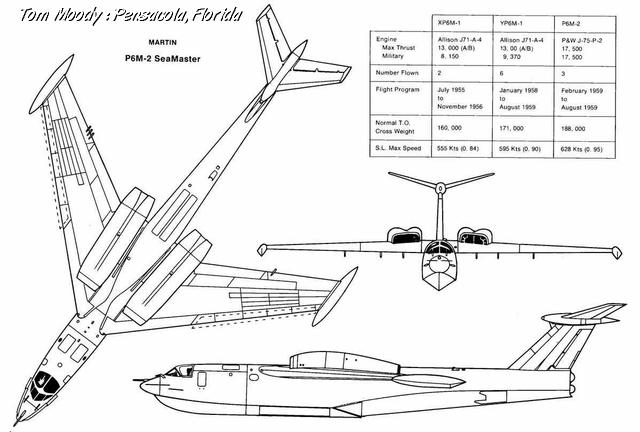 Tom Moody : Pensacola, Florida
MARTIN
P6M-2 SeaMaster
XP6M-1 YP6M-1 P6M-2
Engine Allison J71-A-4 Allison J71-A-4 P&W J-75-P-2
Max Thrust 13, 000 (A/B) 13, 00 (A/B) 17, 500
Military 8, 150 9, 370 17, 500
Number Flown 2 6 3
Flight Program July 1955 January 1958 February 1959
to to to
November 1956 August 1959 August 1959
Normal T.O. 160, 000 171, 000 188, 000
Cross Weight
S.L. Max Speed 555 Kts (0. 84) 595 Kts (0. 90) 628 Kts (0. 95)